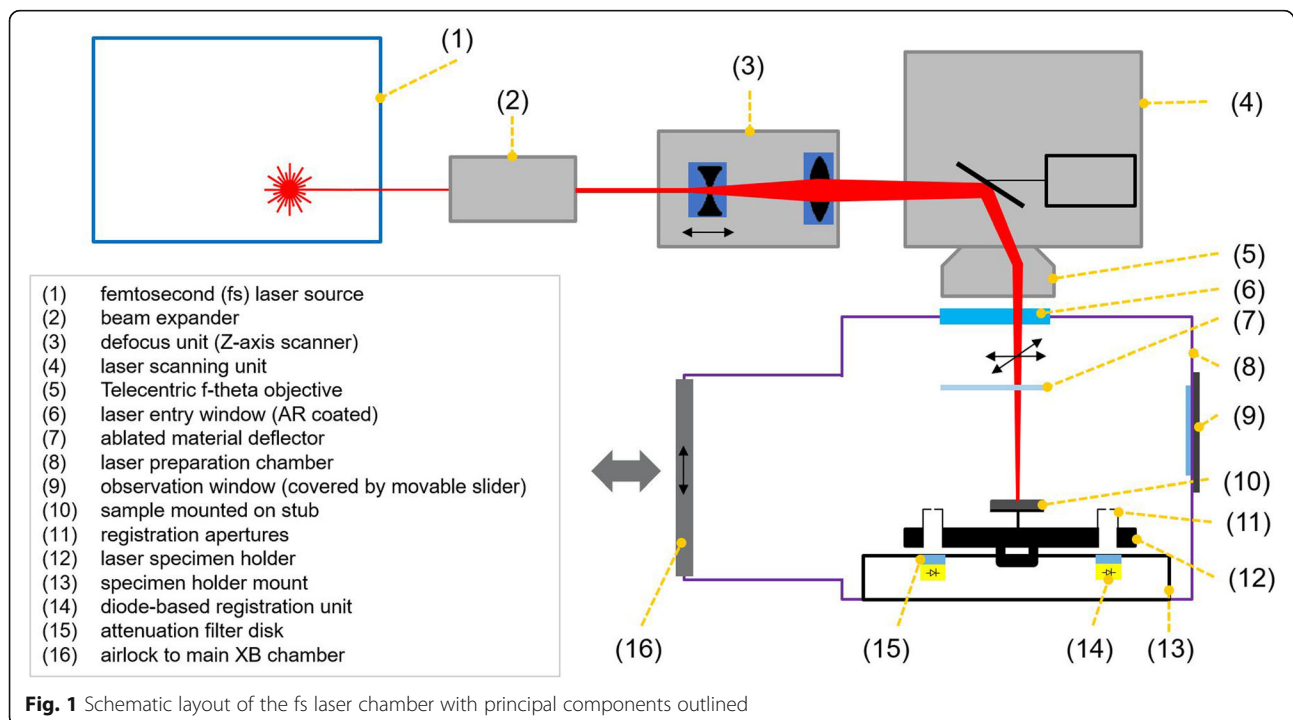 (1)
(2)
(3)
(4)
(5)
(6)
(7)
(8)
(9)
(10)
(11)
(12)
(13)
(14)
(15)
(16)
(1) femtosecond (fs) laser source
(2) beam expander
(3) defocus unit (Z-axis scanner)
(4) laser scanning unit
(5) Telecentric f-theta objective
(6) laser entry window (AR coated)
(7) ablated material deflector
(8) laser preparation chamber
(9) observation window (covered by movable slider)
(10) sample mounted on stub
(11) registration apertures
(12) laser specimen holder
(13) specimen holder mount
(14) diode-based registration unit
(15) attenuation filter disk
(16) airlock to main XB chamber
Fig. 1 Schematic layout of the fs laser chamber with principal components outlined